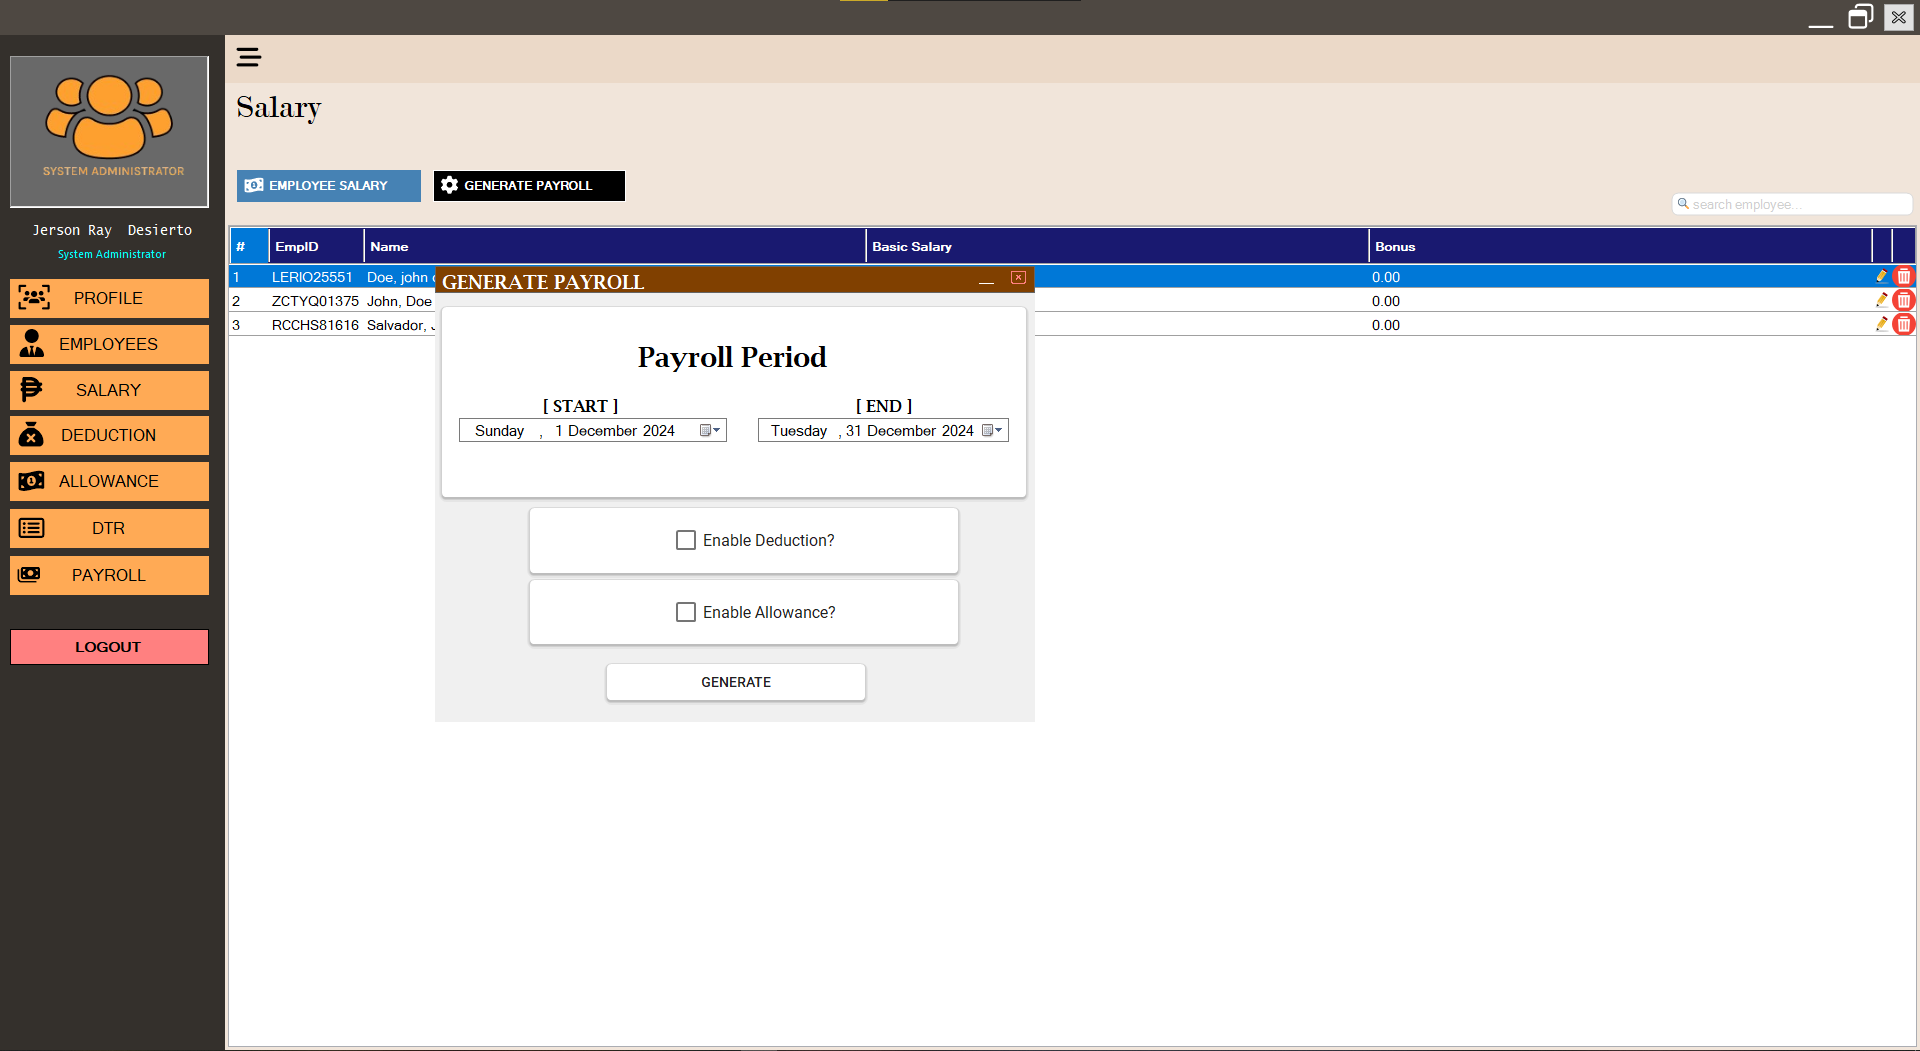 SYSTEM ADMINISTRATOR
Jerson Ray Desierto
System Administrator
PROFILE
EMPLOYEES
SALARY
DEDUCTION
ALLOWANCE
DTR
PAYROLL
LOGOUT
Salary
EMPLOYEE SALARY GENERATE PAYROLL
search employee...
# EmpID Name Basic Salary Bonus
1 LERIO25551 Doe, john 0.00
2 ZCTYQ01375 John, Doe 0.00
3 RCCHS81616 Salvador, 0.00
GENERATE PAYROLL
Payroll Period
[ START ] [ END ]
Sunday , 1 December 2024 Tuesday , 31 December 2024
Enable Deduction?
Enable Allowance?
GENERATE